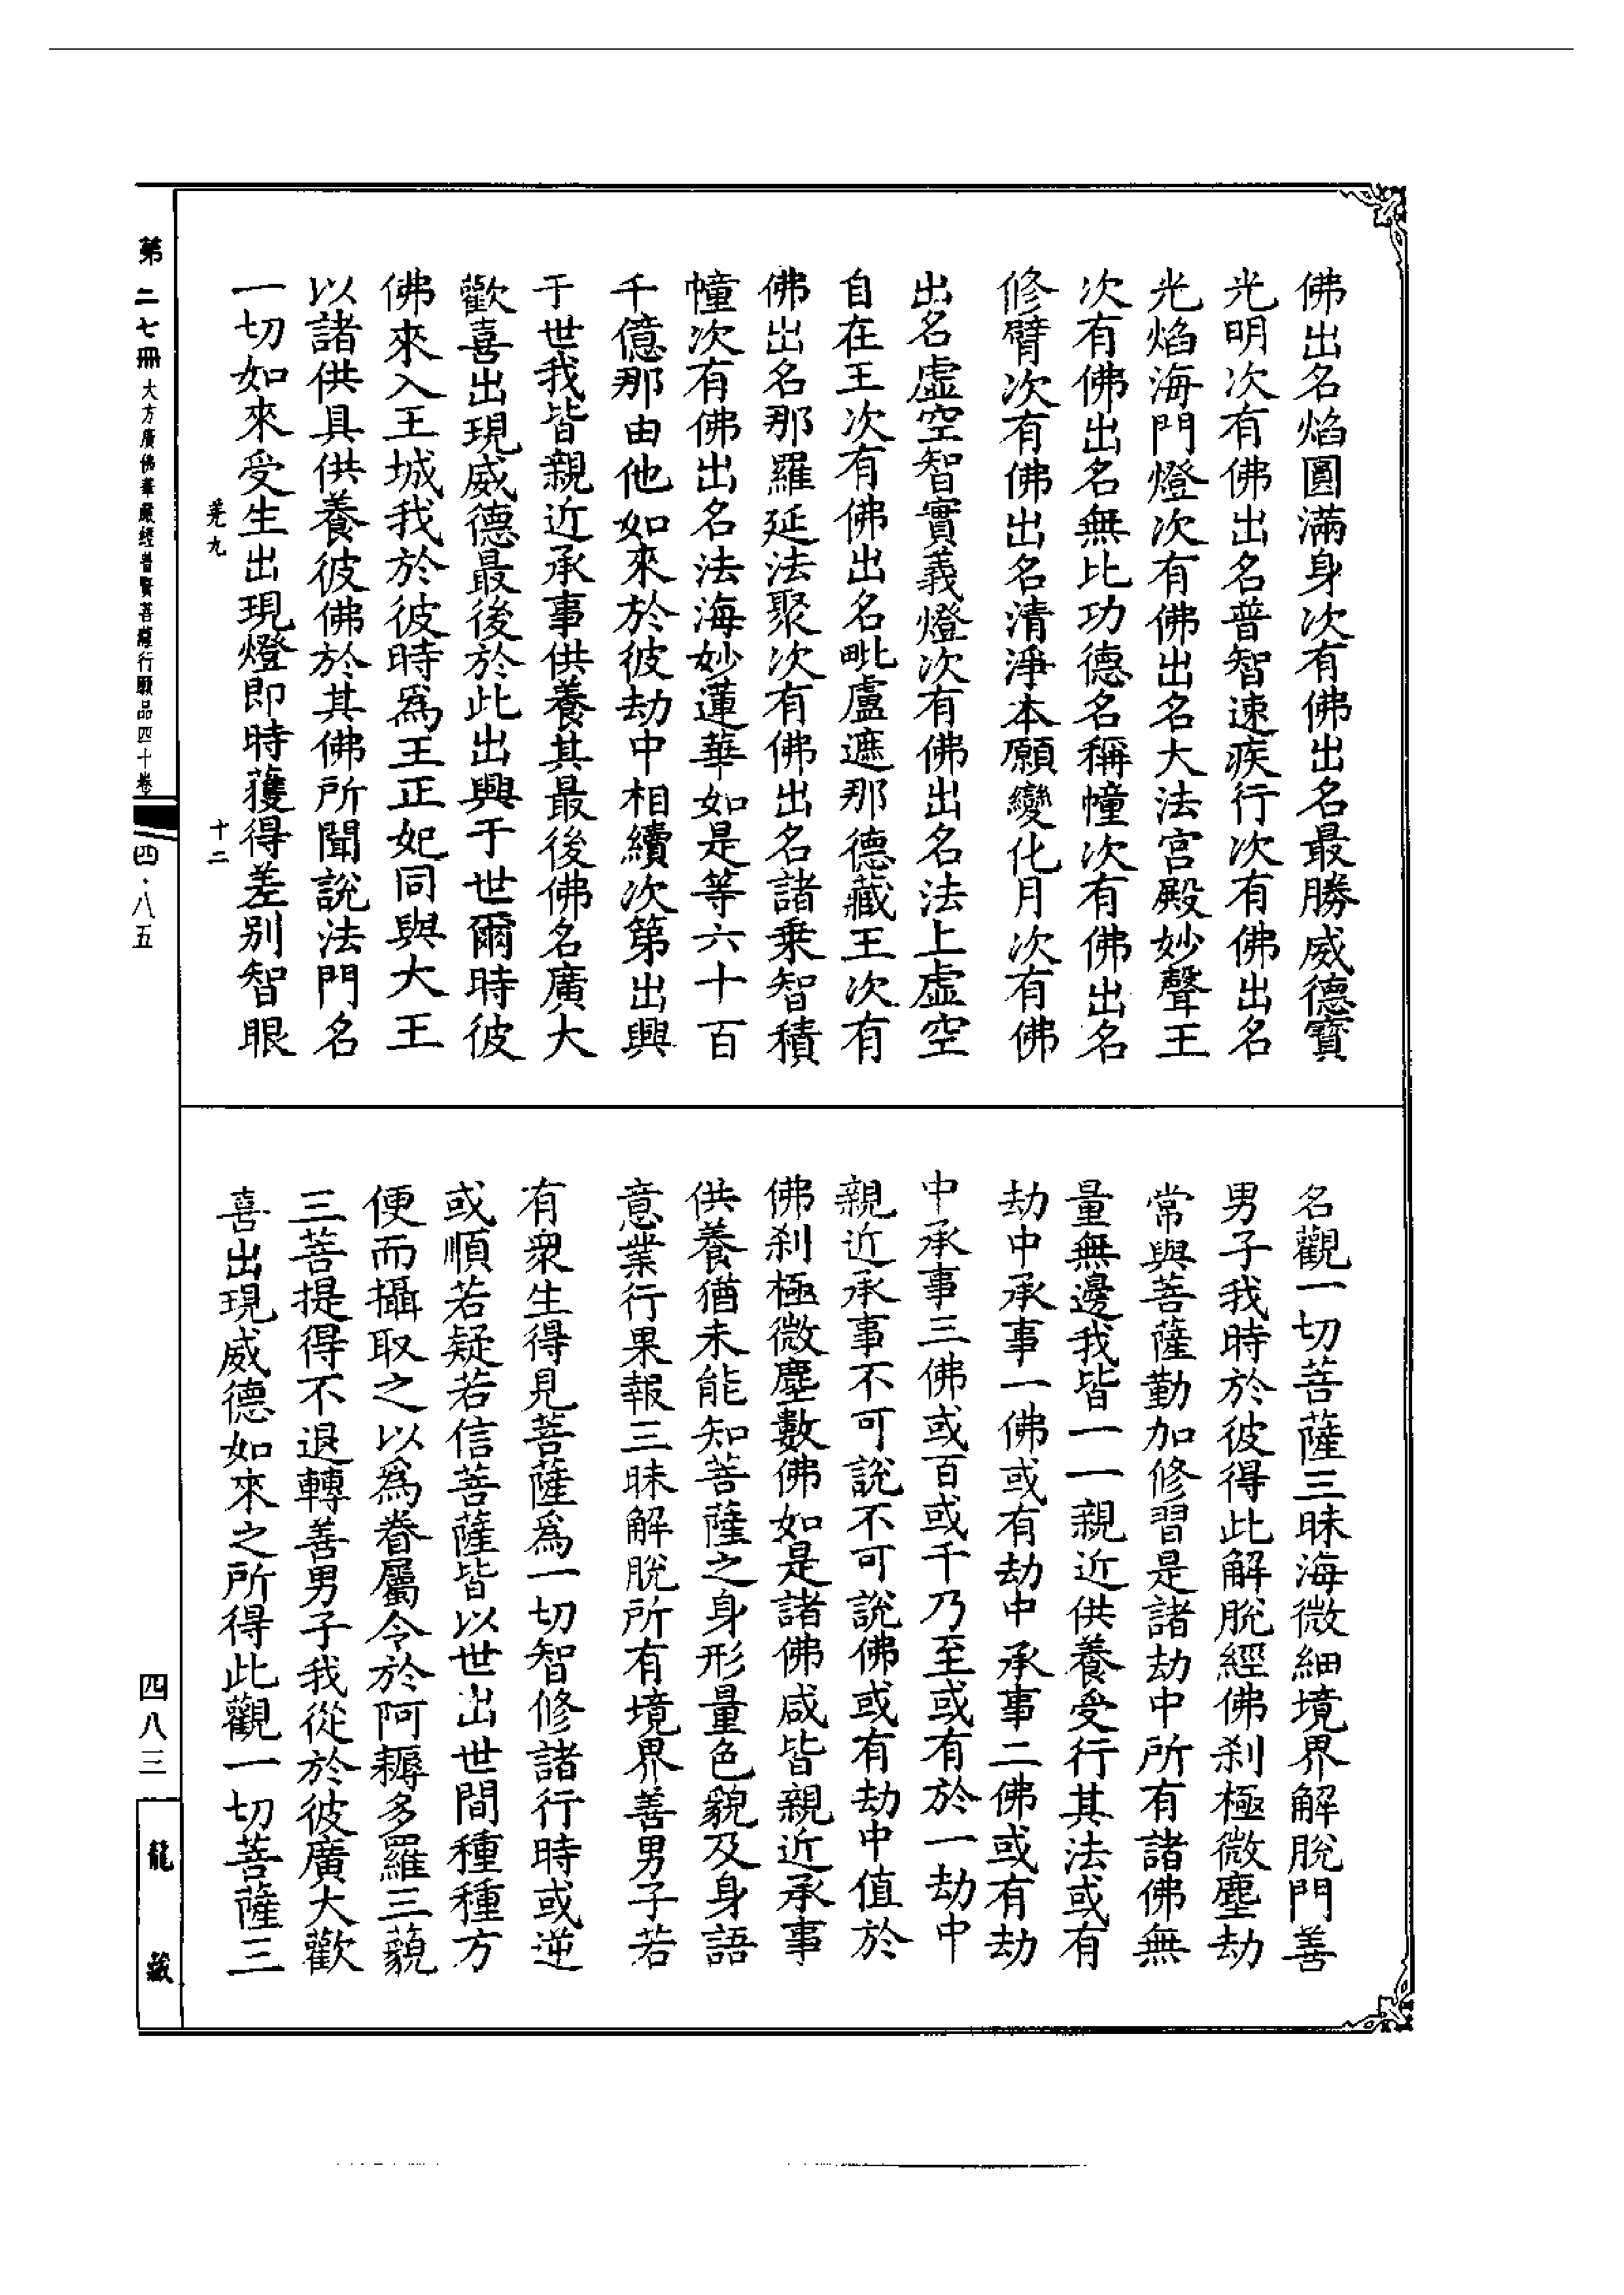 佛出名焰圓滿身次有佛出名最勝威德寶
光明次有佛出名普智速疾行次有佛出名
光焰海門燈次有佛出名大法宮殿妙聲王
次有佛出名無比功德名稱幢次有佛出名
修臂次有佛出名清淨本願變化月次有佛
出名虛空智實義燈次有佛出名法上虛空
自在王次有佛出名毗盧遮那德藏王次有
佛出名那羅延法聚次有佛出名諸乗智積
幢次有佛出名法海妙蓮華如是等六十百
千億那由他如來於彼劫中相續次第出興
于世我皆親近承事供養其最後佛名廣大
歡喜出現威德最後於此出興于世爾時彼
佛來入王城我於彼時爲王正妃同與大王
以諸供具供養彼佛於其佛所聞說法門名
一切如來受生出現燈即時獲得差別智眼
名觀一切菩薩三昧海微細境界解脫門善
男子我時於彼得此解脫經佛刹極微塵劫
常與菩薩勤加修習是諸劫中所有諸佛無
量無邊我皆一一親近供養受行其法或有
劫中承事一佛或有劫中承事二佛或有劫
中承事三佛或百或千乃至或有於一劫中
親近承事不可說不可說佛或有劫中值於
佛刹極微塵數佛如是諸佛咸皆親近承事
供養猶未能知菩薩之身形量色貌及身語
意業行果報三昧解脫所有境界善男子若
有衆生得見菩薩爲一切智修諸行時或逆
或順若疑若信菩薩皆以世出世間種種方
便而攝取之以爲眷屬令於阿耨多羅三藐
三菩提得不退轉善男子我從於彼廣大歡
喜出現威德如來之所得此觀一切菩薩三
羌九
十二
第二七冊 大方廣佛華嚴經普賢菩薩行願品四十卷
四·八五
四八三
龍藏